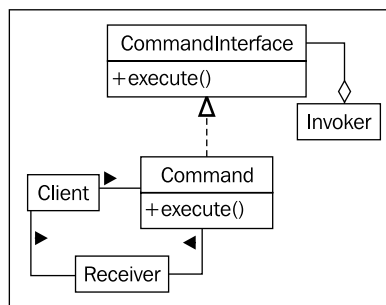 CommandInterface
+execute()
Invoker
Command
+execute()
Client
Receiver